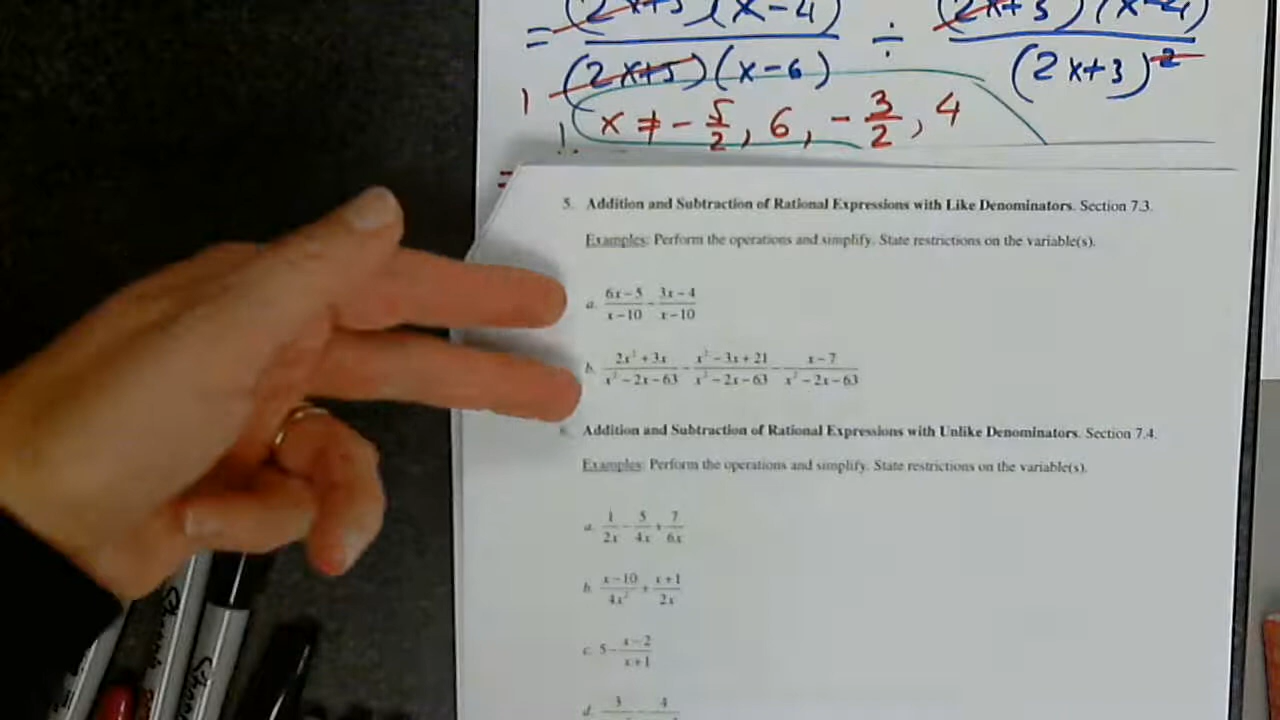 = (2x+5)(x-4) / (2x+5)(x-6) ÷ (2x+3)(x-4) / (2x+3)²
1
x ≠ - 5/2, 6, - 3/2, 4
=
5. Addition and Subtraction of Rational Expressions with Like Denominators. Section 7.3.
Examples: Perform the operations and simplify. State restrictions on the variable(s).
a. (6x-5)/(x-10) - (3x-4)/(x-10)
b. (2x²+3x)/(x²-2x-63) - (x²-3x+21)/(x²-2x-63) - (x-7)/(x²-2x-63)
6. Addition and Subtraction of Rational Expressions with Unlike Denominators. Section 7.4.
Examples: Perform the operations and simplify. State restrictions on the variable(s).
a. 1/2x - 5/4x + 7/6x
b. (x-10)/4x² + (x+1)/2x
c. 5 - (x-2)/(x+1)
d. 3 - 4